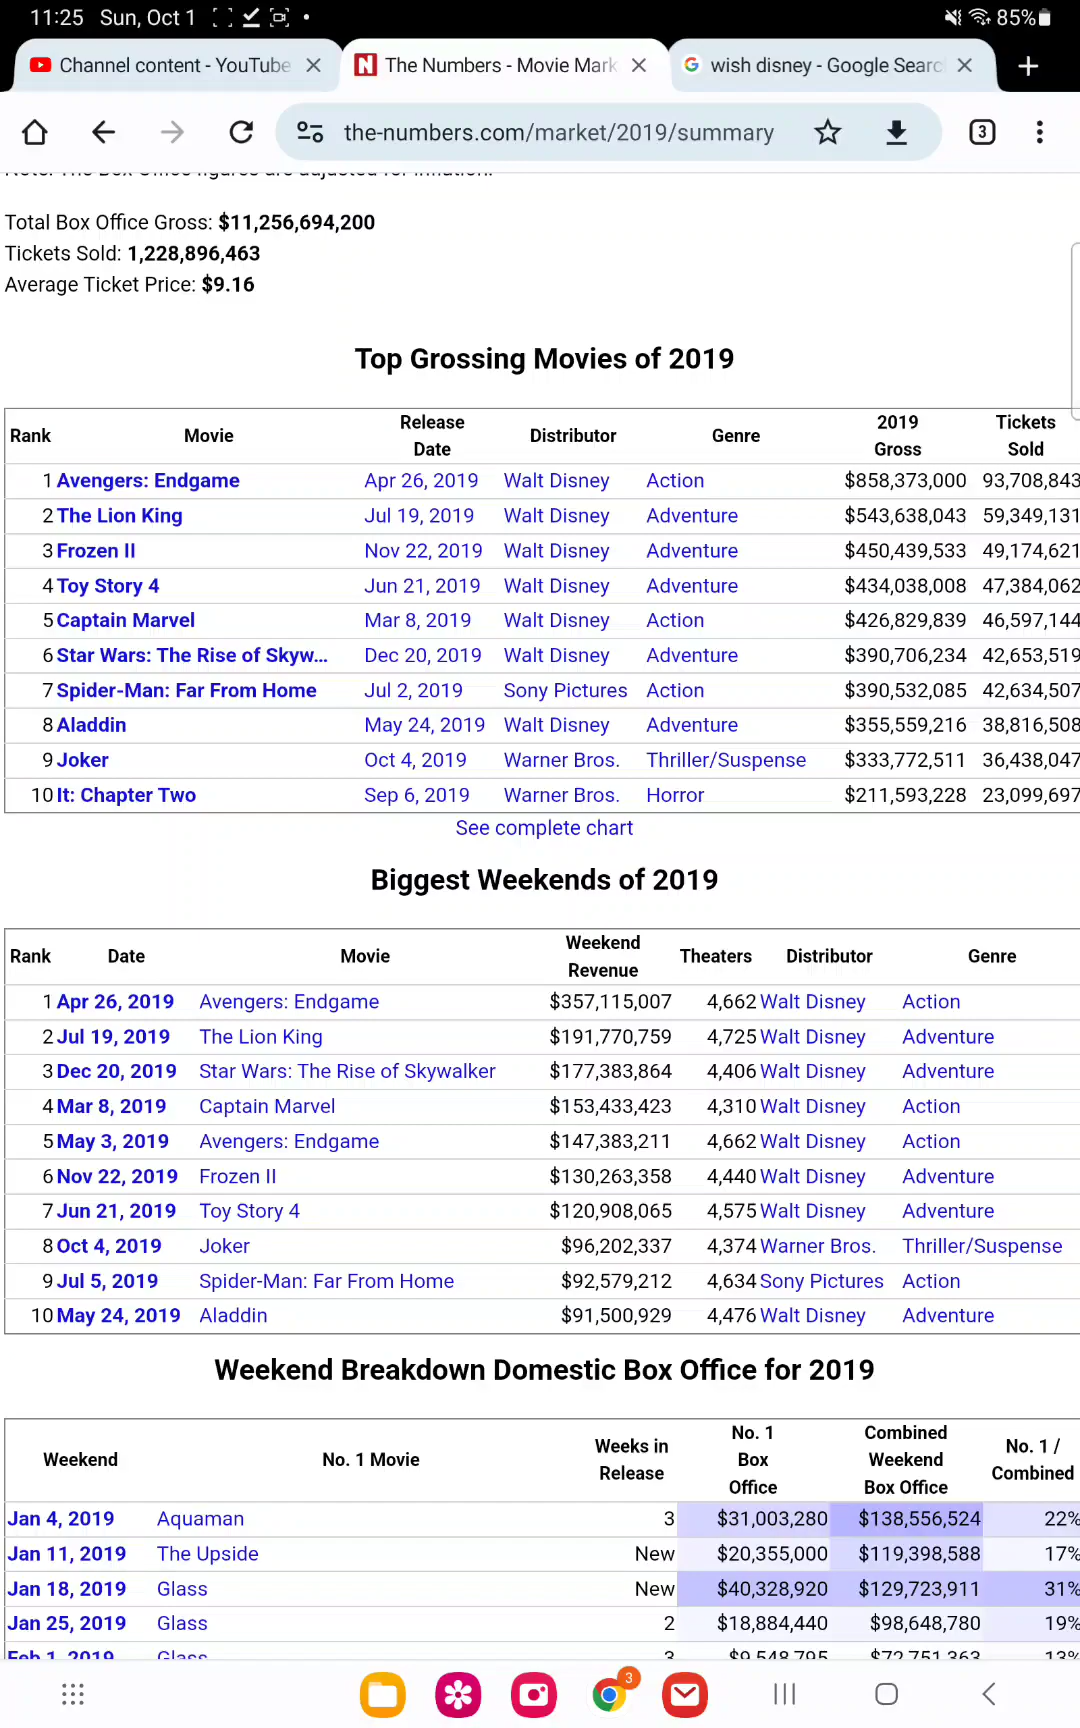 11:25 Sun, Oct 1
85%
Channel content - YouTube
The Numbers - Movie Mark
wish disney - Google Searc
the-numbers.com/market/2019/summary
3
Note: The Box Office figures are adjusted for inflation.
Total Box Office Gross: $11,256,694,200
Tickets Sold: 1,228,896,463
Average Ticket Price: $9.16
Top Grossing Movies of 2019
Rank Movie Release Date Distributor Genre 2019 Gross Tickets Sold
1 Avengers: Endgame Apr 26, 2019 Walt Disney Action $858,373,000 93,708,843
2 The Lion King Jul 19, 2019 Walt Disney Adventure $543,638,043 59,349,131
3 Frozen II Nov 22, 2019 Walt Disney Adventure $450,439,533 49,174,621
4 Toy Story 4 Jun 21, 2019 Walt Disney Adventure $434,038,008 47,384,062
5 Captain Marvel Mar 8, 2019 Walt Disney Action $426,829,839 46,597,144
6 Star Wars: The Rise of Skyw... Dec 20, 2019 Walt Disney Adventure $390,706,234 42,653,519
7 Spider-Man: Far From Home Jul 2, 2019 Sony Pictures Action $390,532,085 42,634,507
8 Aladdin May 24, 2019 Walt Disney Adventure $355,559,216 38,816,508
9 Joker Oct 4, 2019 Warner Bros. Thriller/Suspense $333,772,511 36,438,047
10 It: Chapter Two Sep 6, 2019 Warner Bros. Horror $211,593,228 23,099,697
See complete chart
Biggest Weekends of 2019
Rank Date Movie Weekend Revenue Theaters Distributor Genre
1 Apr 26, 2019 Avengers: Endgame $357,115,007 4,662 Walt Disney Action
2 Jul 19, 2019 The Lion King $191,770,759 4,725 Walt Disney Adventure
3 Dec 20, 2019 Star Wars: The Rise of Skywalker $177,383,864 4,406 Walt Disney Adventure
4 Mar 8, 2019 Captain Marvel $153,433,423 4,310 Walt Disney Action
5 May 3, 2019 Avengers: Endgame $147,383,211 4,662 Walt Disney Action
6 Nov 22, 2019 Frozen II $130,263,358 4,440 Walt Disney Adventure
7 Jun 21, 2019 Toy Story 4 $120,908,065 4,575 Walt Disney Adventure
8 Oct 4, 2019 Joker $96,202,337 4,374 Warner Bros. Thriller/Suspense
9 Jul 5, 2019 Spider-Man: Far From Home $92,579,212 4,634 Sony Pictures Action
10 May 24, 2019 Aladdin $91,500,929 4,476 Walt Disney Adventure
Weekend Breakdown Domestic Box Office for 2019
Weekend No. 1 Movie Weeks in Release No. 1 Box Office Combined Weekend Box Office No. 1 / Combined
Jan 4, 2019 Aquaman 3 $31,003,280 $138,556,524 22%
Jan 11, 2019 The Upside New $20,355,000 $119,398,588 17%
Jan 18, 2019 Glass New $40,328,920 $129,723,911 31%
Jan 25, 2019 Glass 2 $18,884,440 $98,648,780 19%
Feb 1, 2019 Glass 3 $9,548,795 $72,751,363 13%
3